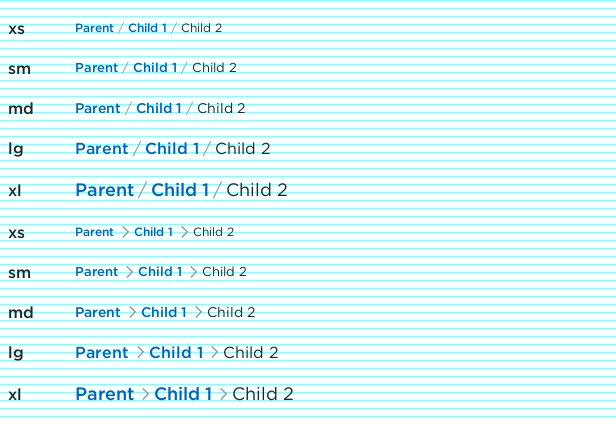 xs Parent / Child 1 / Child 2
sm Parent / Child 1 / Child 2
md Parent / Child 1 / Child 2
lg Parent / Child 1 / Child 2
xl Parent / Child 1 / Child 2
xs Parent > Child 1 > Child 2
sm Parent > Child 1 > Child 2
md Parent > Child 1 > Child 2
lg Parent > Child 1 > Child 2
xl Parent > Child 1 > Child 2